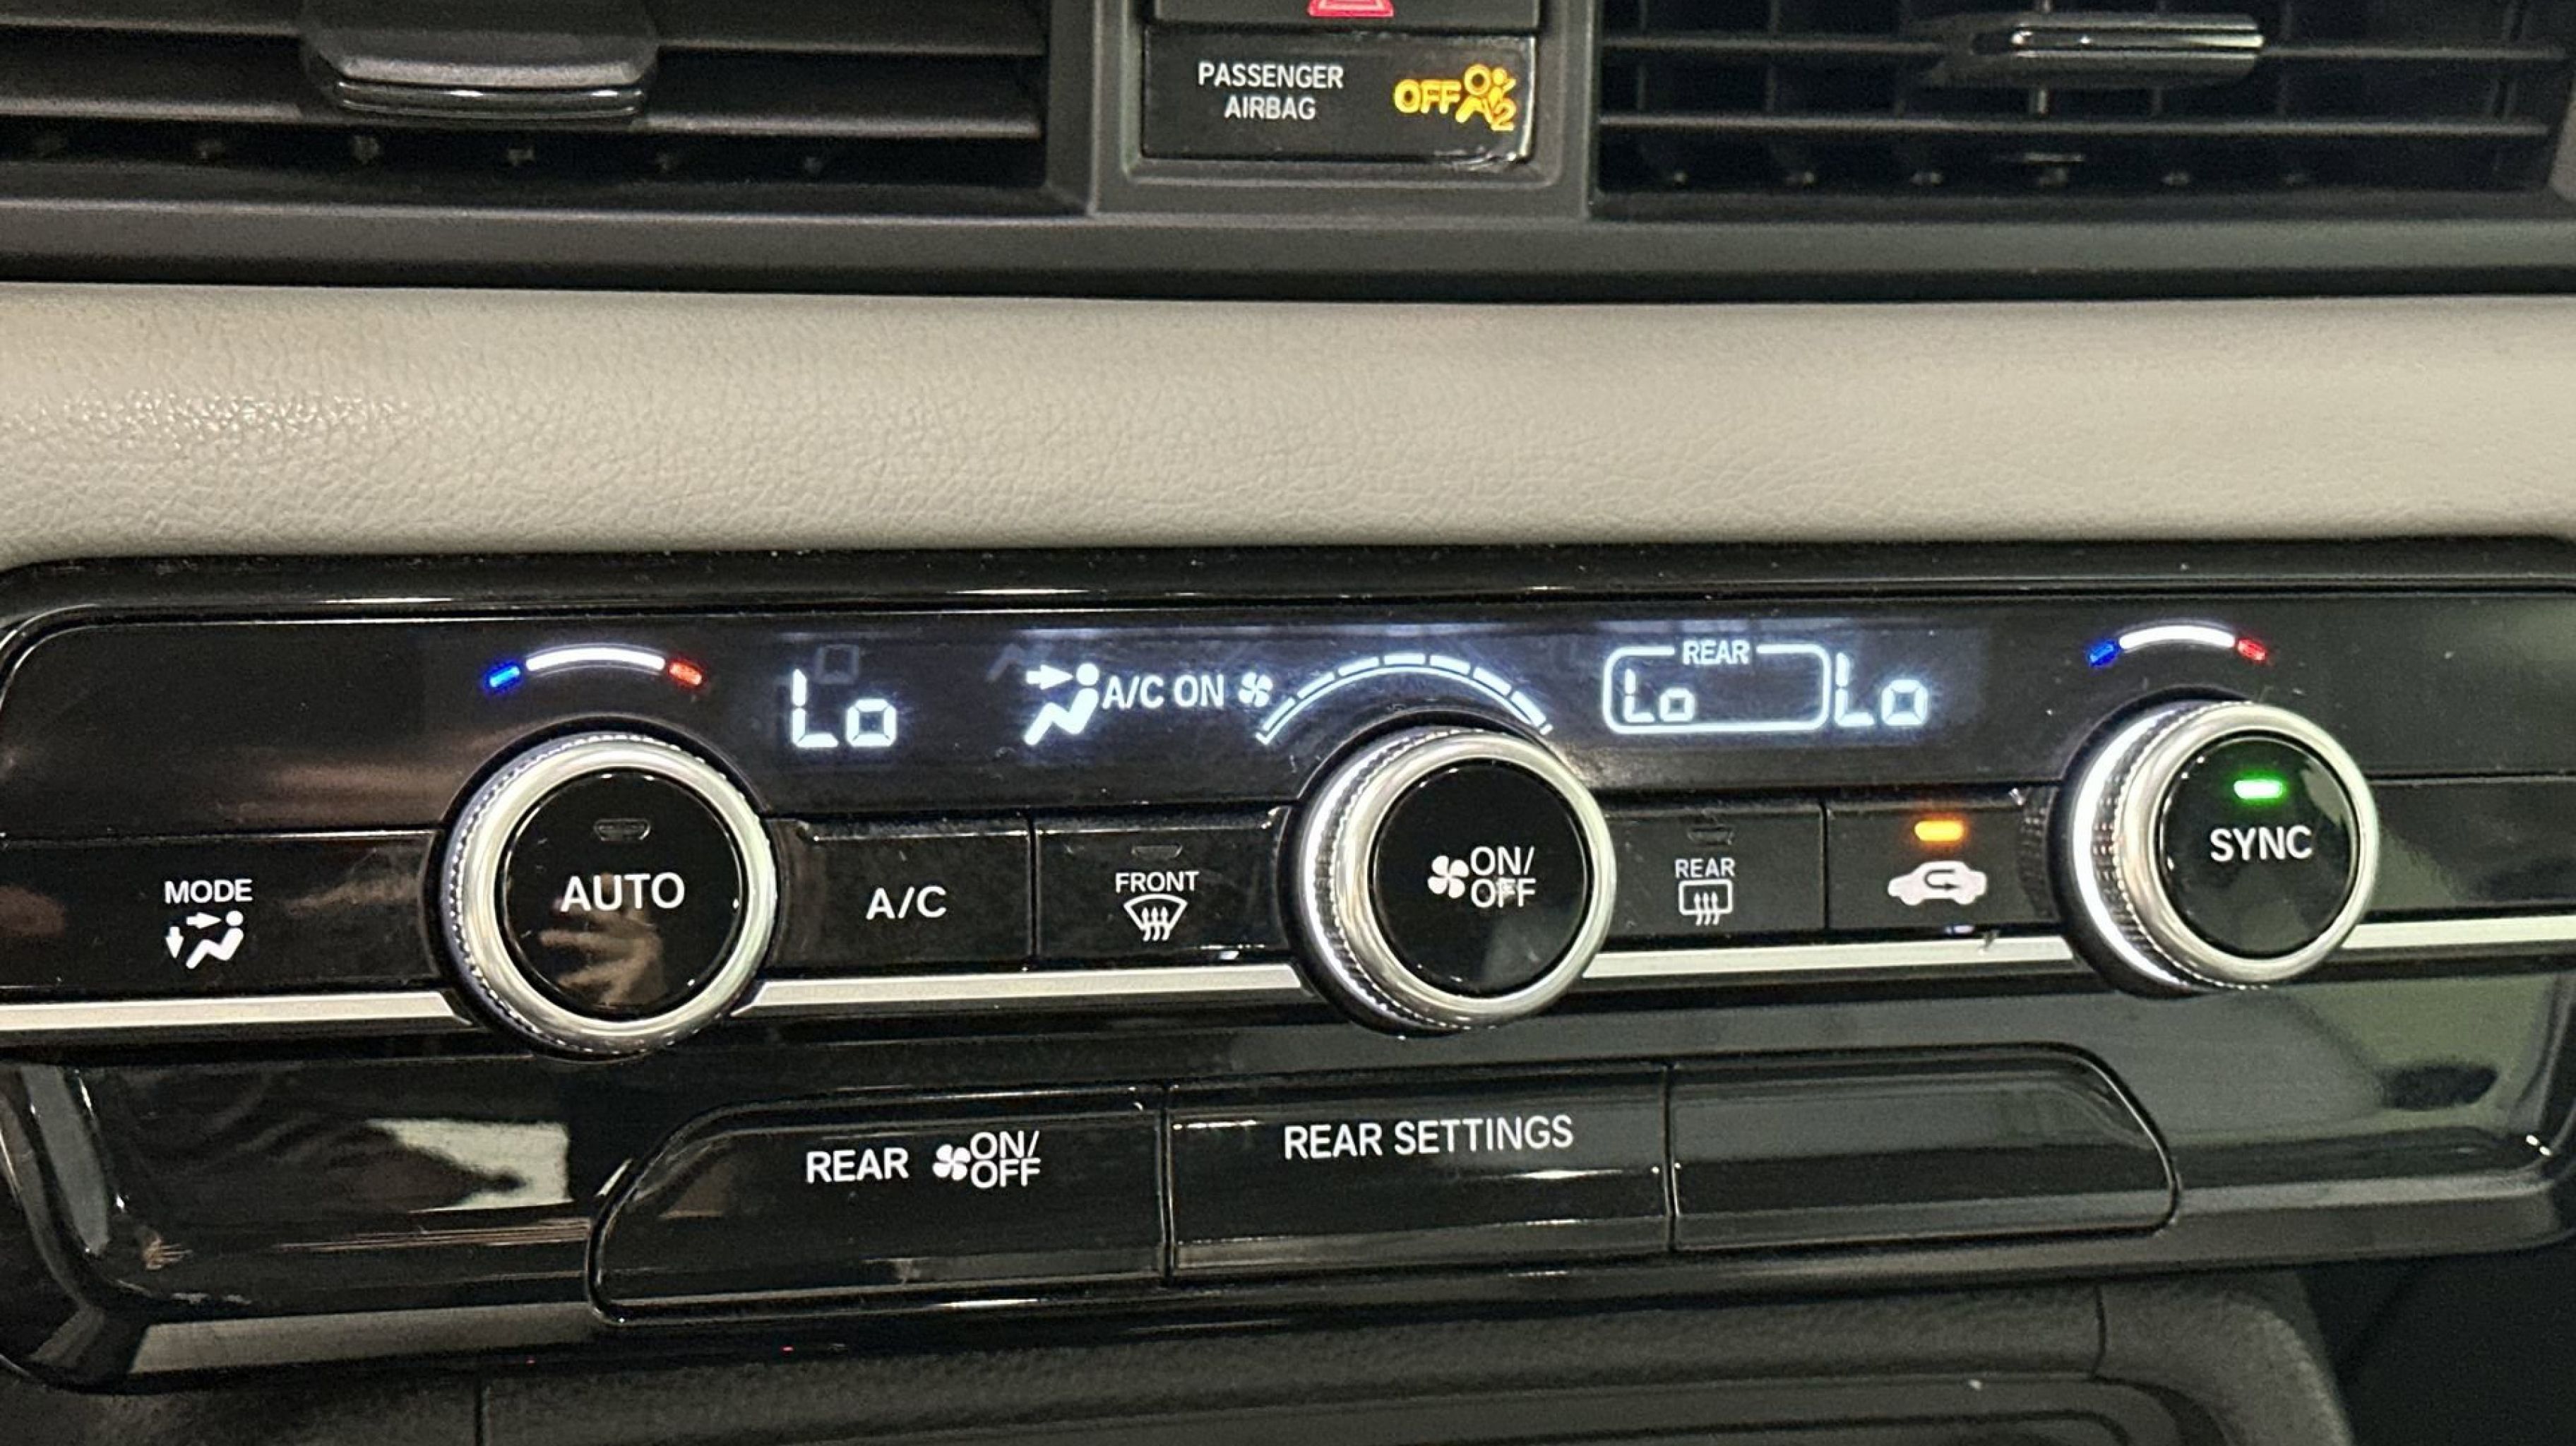 PASSENGER
AIRBAG
OFF
2
Lo
A/C ON
REAR
Lo
Lo
MODE
AUTO
A/C
FRONT
ON/
OFF
REAR
SYNC
REAR ON/
OFF
REAR SETTINGS